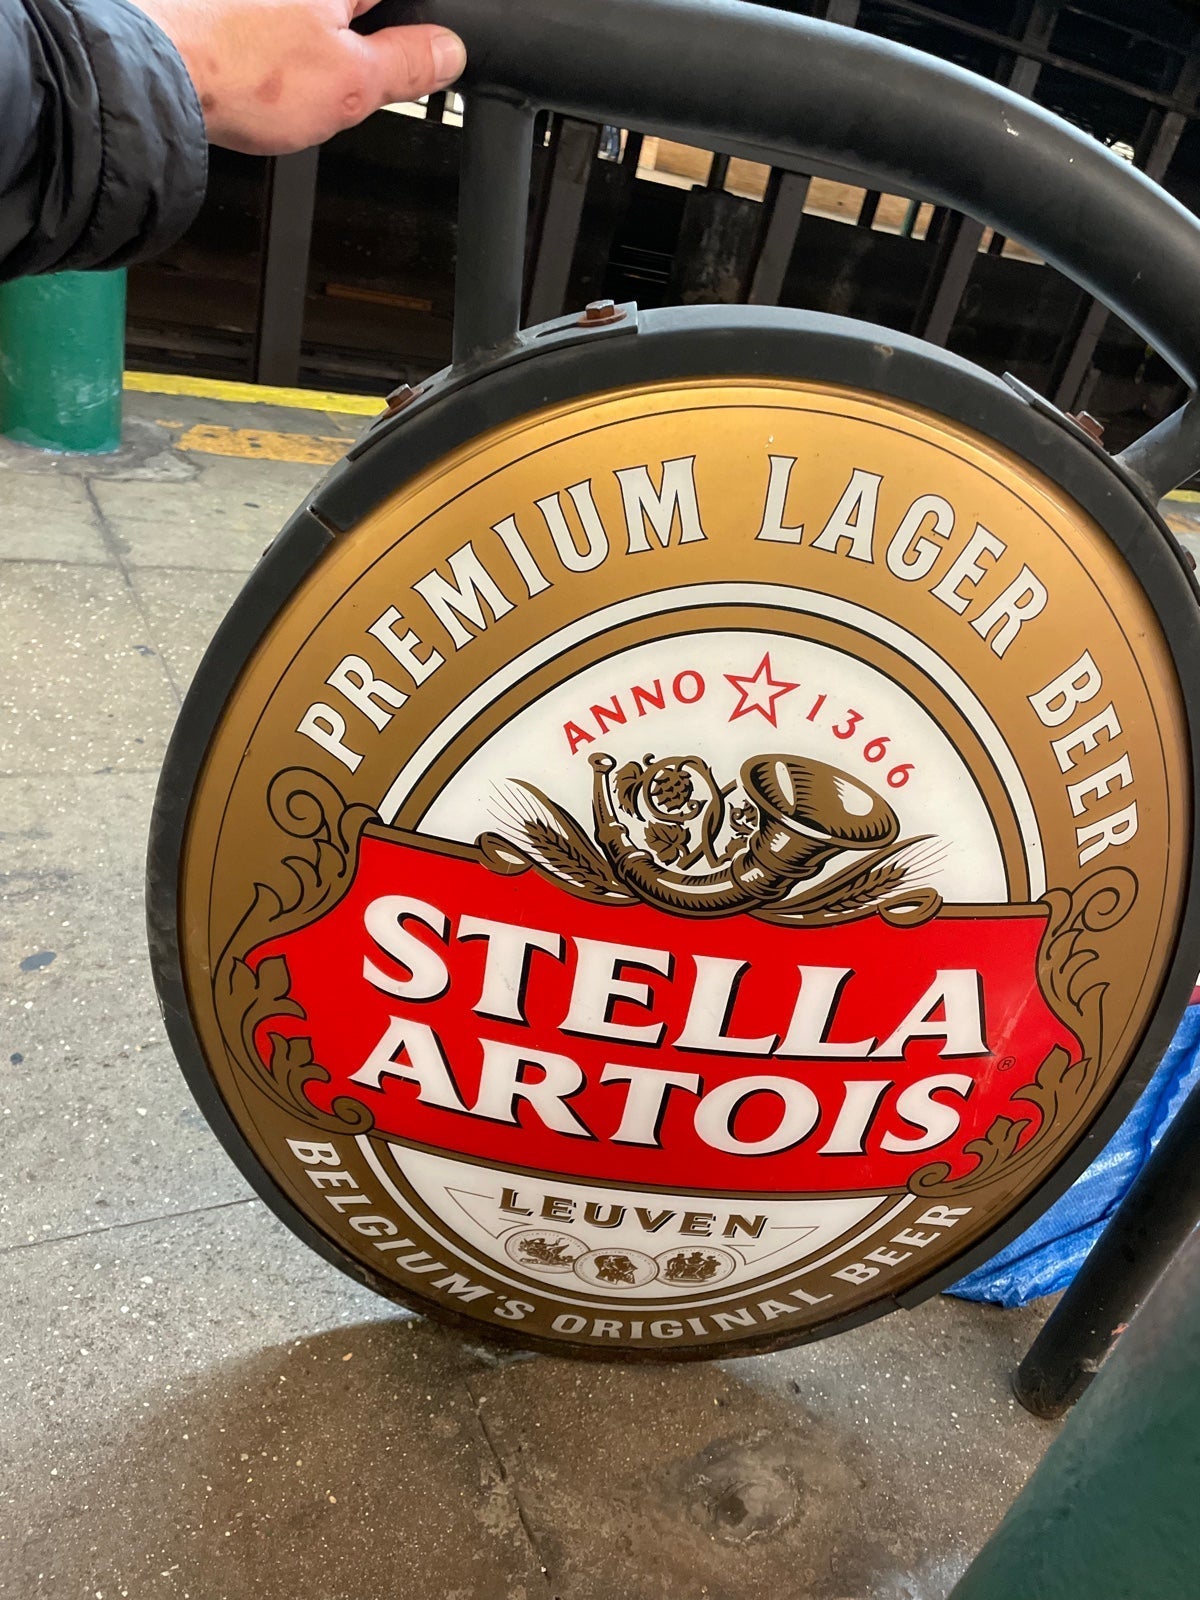 PREMIUM LAGER BEER
ANNO 1366
STELLA
ARTOIS
®
LEUVEN
BELGIUM'S ORIGINAL BEER